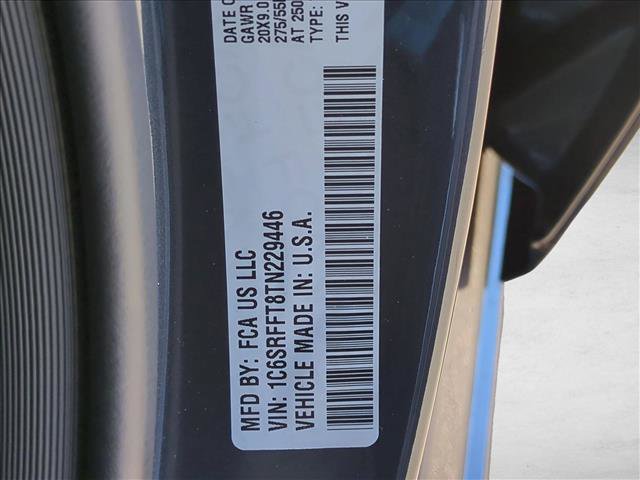 MFD BY: FCA US LLC
DATE O
VIN: 1C6SRFFT8TN229446
GAWR
VEHICLE MADE IN: U.S.A.
20X9.0
275/55
AT 250
TYPE:
THIS V